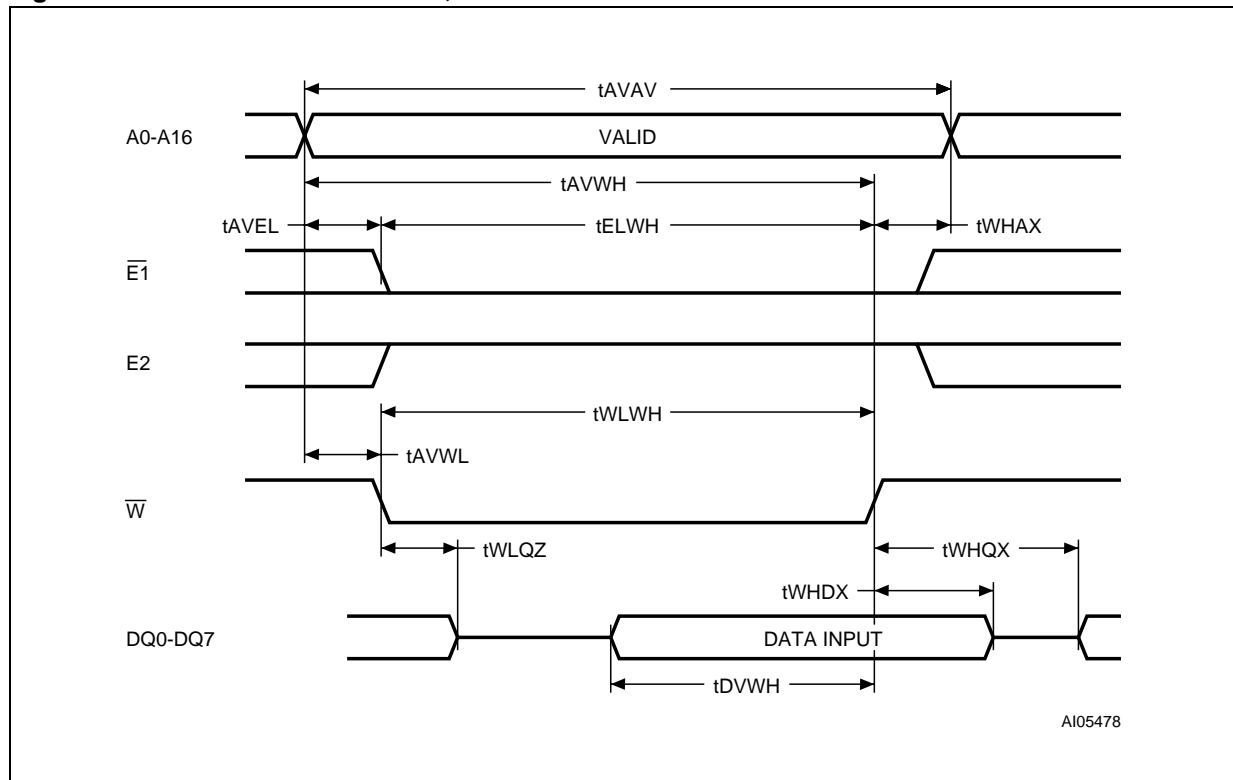 tAVAV
A0-A16
VALID
tAVWH
tAVEL
tELWH
tWHAX
E1
E2
tWLWH
tAVWL
W
tWLQZ
tWHQX
tWHDX
DQ0-DQ7
DATA INPUT
tDVWH
AI05478